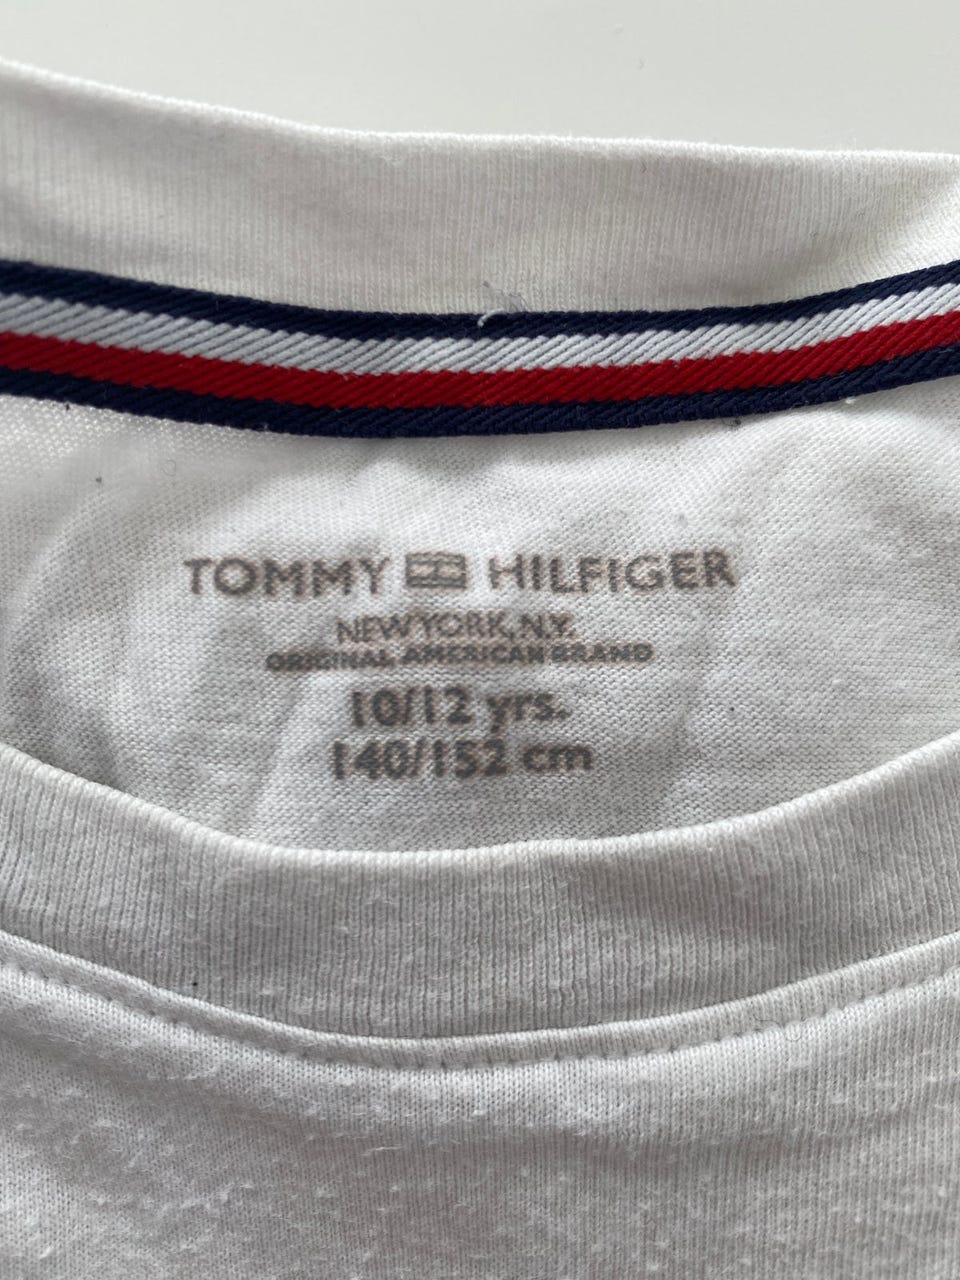 TOMMY HILFIGER
NEW YORK, N.Y.
ORIGINAL AMERICAN BRAND
10/12 yrs.
140/152 cm